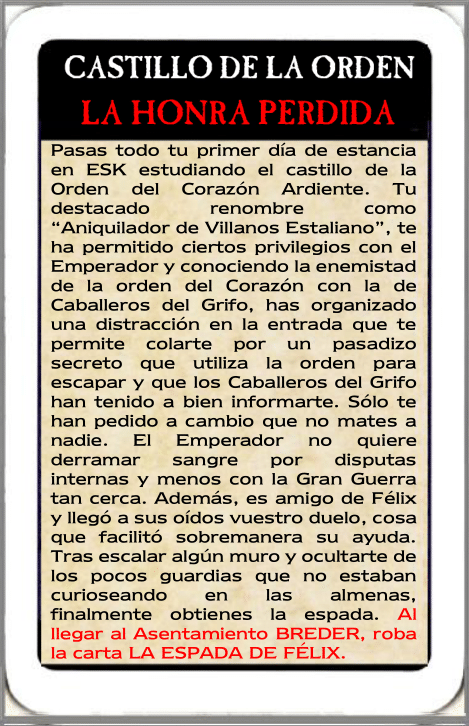 CASTILLO DE LA ORDEN
LA HONRA PERDIDA
Pasas todo tu primer día de estancia
en ESK estudiando el castillo de la
Orden del Corazón Ardiente. Tu
destacado renombre como
“Aniquilador de Villanos Estaliano”, te
ha permitido ciertos privilegios con el
Emperador y conociendo la enemistad
de la orden del Corazón con la de
Caballeros del Grifo, has organizado
una distracción en la entrada que te
permite colarte por un pasadizo
secreto que utiliza la orden para
escapar y que los Caballeros del Grifo
han tenido a bien informarte. Sólo te
han pedido a cambio que no mates a
nadie. El Emperador no quiere
derramar sangre por disputas
internas y menos con la Gran Guerra
tan cerca. Además, es amigo de Félix
y llegó a sus oídos vuestro duelo, cosa
que facilitó sobremanera su ayuda.
Tras escalar algún muro y ocultarte de
los pocos guardias que no estaban
curioseando en las almenas,
finalmente obtienes la espada. Al
llegar al Asentamiento BREDER, roba
la carta LA ESPADA DE FÉLIX.